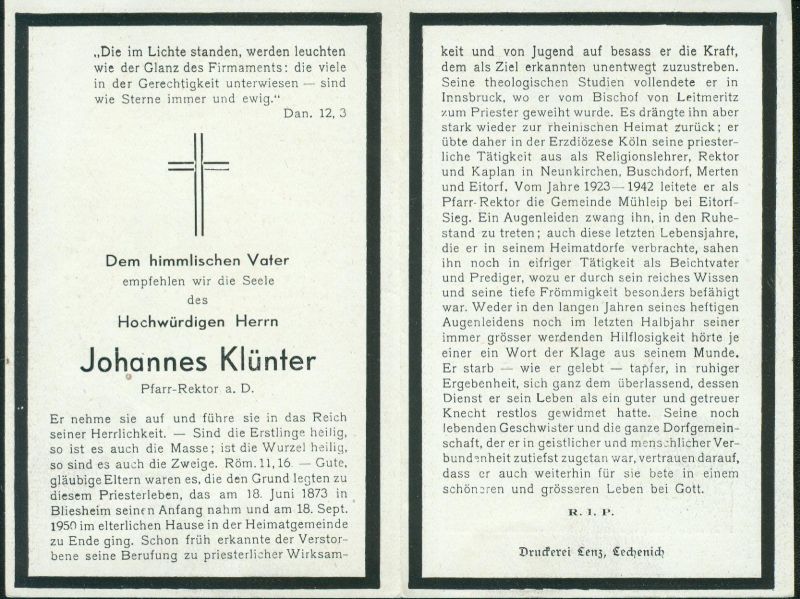 „Die im Lichte standen, werden leuchten
wie der Glanz des Firmaments: die viele
in der Gerechtigkeit unterwiesen — sind
wie Sterne immer und ewig.“
Dan. 12, 3
Dem himmlischen Vater
empfehlen wir die Seele
des
Hochwürdigen Herrn
Johannes Klünter
Pfarr-Rektor a. D.
Er nehme sie auf und führe sie in das Reich
seiner Herrlichkeit. — Sind die Erstlinge heilig,
so ist es auch die Masse; ist die Wurzel heilig,
so sind es auch die Zweige. Röm. 11, 16 — Gute,
gläubige Eltern waren es, die den Grund legten zu
diesem Priesterleben, das am 18. Juni 1873 in
Bliesheim seinen Anfang nahm und am 18. Sept.
1950 im elterlichen Hause in der Heimatgemeinde
zu Ende ging. Schon früh erkannte der Verstor-
bene seine Berufung zu priesterlicher Wirksam-
keit und von Jugend auf besass er die Kraft,
dem als Ziel erkannten unentwegt zuzustreben.
Seine theologischen Studien vollendete er in
Innsbruck, wo er vom Bischof von Leitmeritz
zum Priester geweiht wurde. Es drängte ihn aber
stark wieder zur rheinischen Heimat zurück; er
übte daher in der Erzdiözese Köln seine priester-
liche Tätigkeit aus als Religionslehrer, Rektor
und Kaplan in Neunkirchen, Buschdorf, Merten
und Eitorf. Vom Jahre 1923—1942 leitete er als
Pfarr-Rektor die Gemeinde Mühleip bei Eitorf-
Sieg. Ein Augenleiden zwang ihn, in den Ruhe-
stand zu treten; auch diese letzten Lebensjahre,
die er in seinem Heimatdorfe verbrachte, sahen
ihn noch in eifriger Tätigkeit als Beichtvater
und Prediger, wozu er durch sein reiches Wissen
und seine tiefe Frömmigkeit besonders befähigt
war. Weder in den langen Jahren seines heftigen
Augenleidens noch im letzten Halbjahr seiner
immer grösser werdenden Hilflosigkeit hörte je
einer ein Wort der Klage aus seinem Munde.
Er starb — wie er gelebt — tapfer, in ruhiger
Ergebenheit, sich ganz dem überlassend, dessen
Dienst er sein Leben als ein guter und getreuer
Knecht restlos gewidmet hatte. Seine noch
lebenden Geschwister und die ganze Dorfgemein-
schaft, der er in geistlicher und menschlicher Ver-
bundenheit zutiefst zugetan war, vertrauen darauf,
dass er auch weiterhin für sie bete in einem
schöneren und grösseren Leben bei Gott.
R. I. P.
Druckerei Lenz, Lechenich